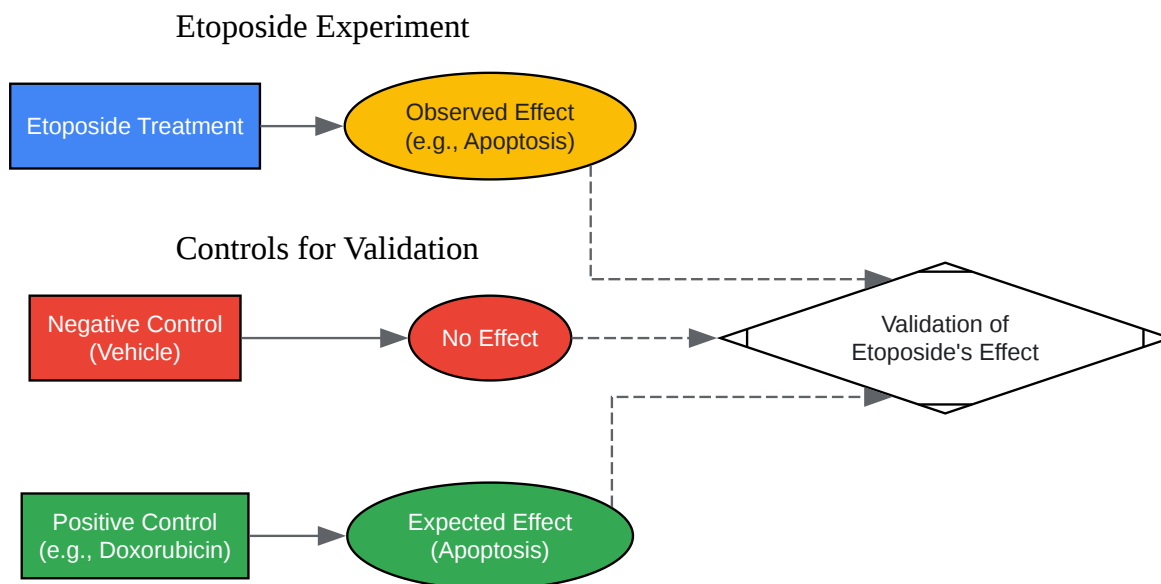 Etoposide Experiment
Etoposide Treatment
Observed Effect
(e.g., Apoptosis)
Controls for Validation
Negative Control
(Vehicle)
No Effect
Validation of
Etoposide's Effect
Positive Control
(e.g., Doxorubicin)
Expected Effect
(Apoptosis)